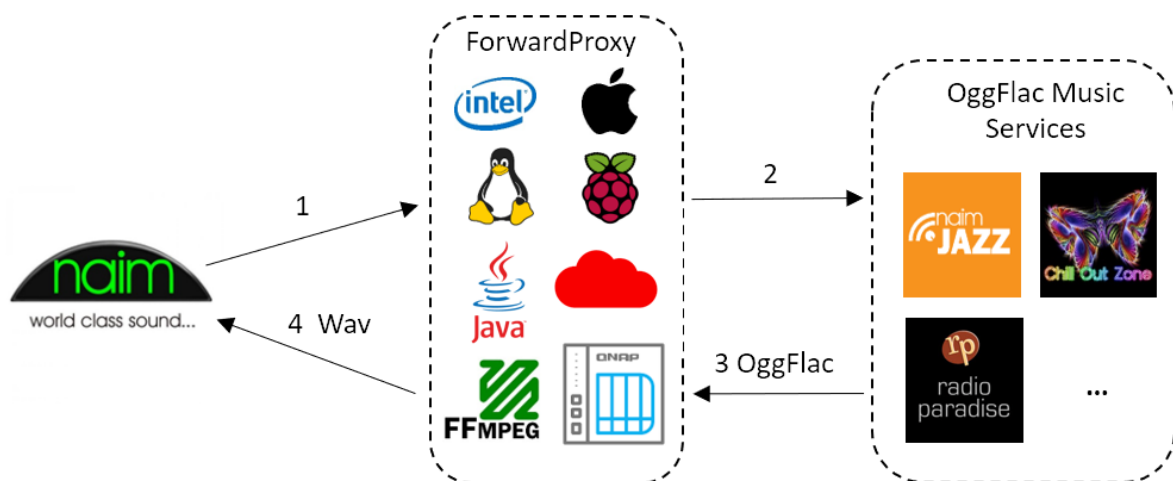 ForwardProxy
intel
OggFlac Music
Services
1
2
naim
JAZZ
Chill Out Zone
naim
world class sound...
Java
4 Wav
3 OggFlac
QNAP
FFMPEG
rp
radio
paradise
...